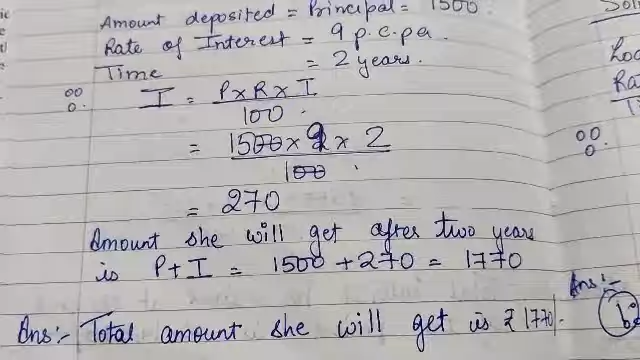 Amount deposited = Principal = 1500
Rate of Interest = 9 p.c.pa.
Time = 2 years.
I = P×R×I
100
= 1500 × 9 × 2
100
= 270
Amount she will get after two years
is P+I = 1500 + 270 = 1770
Ans:- Total amount she will get is ₹ 1770.
Ans:-